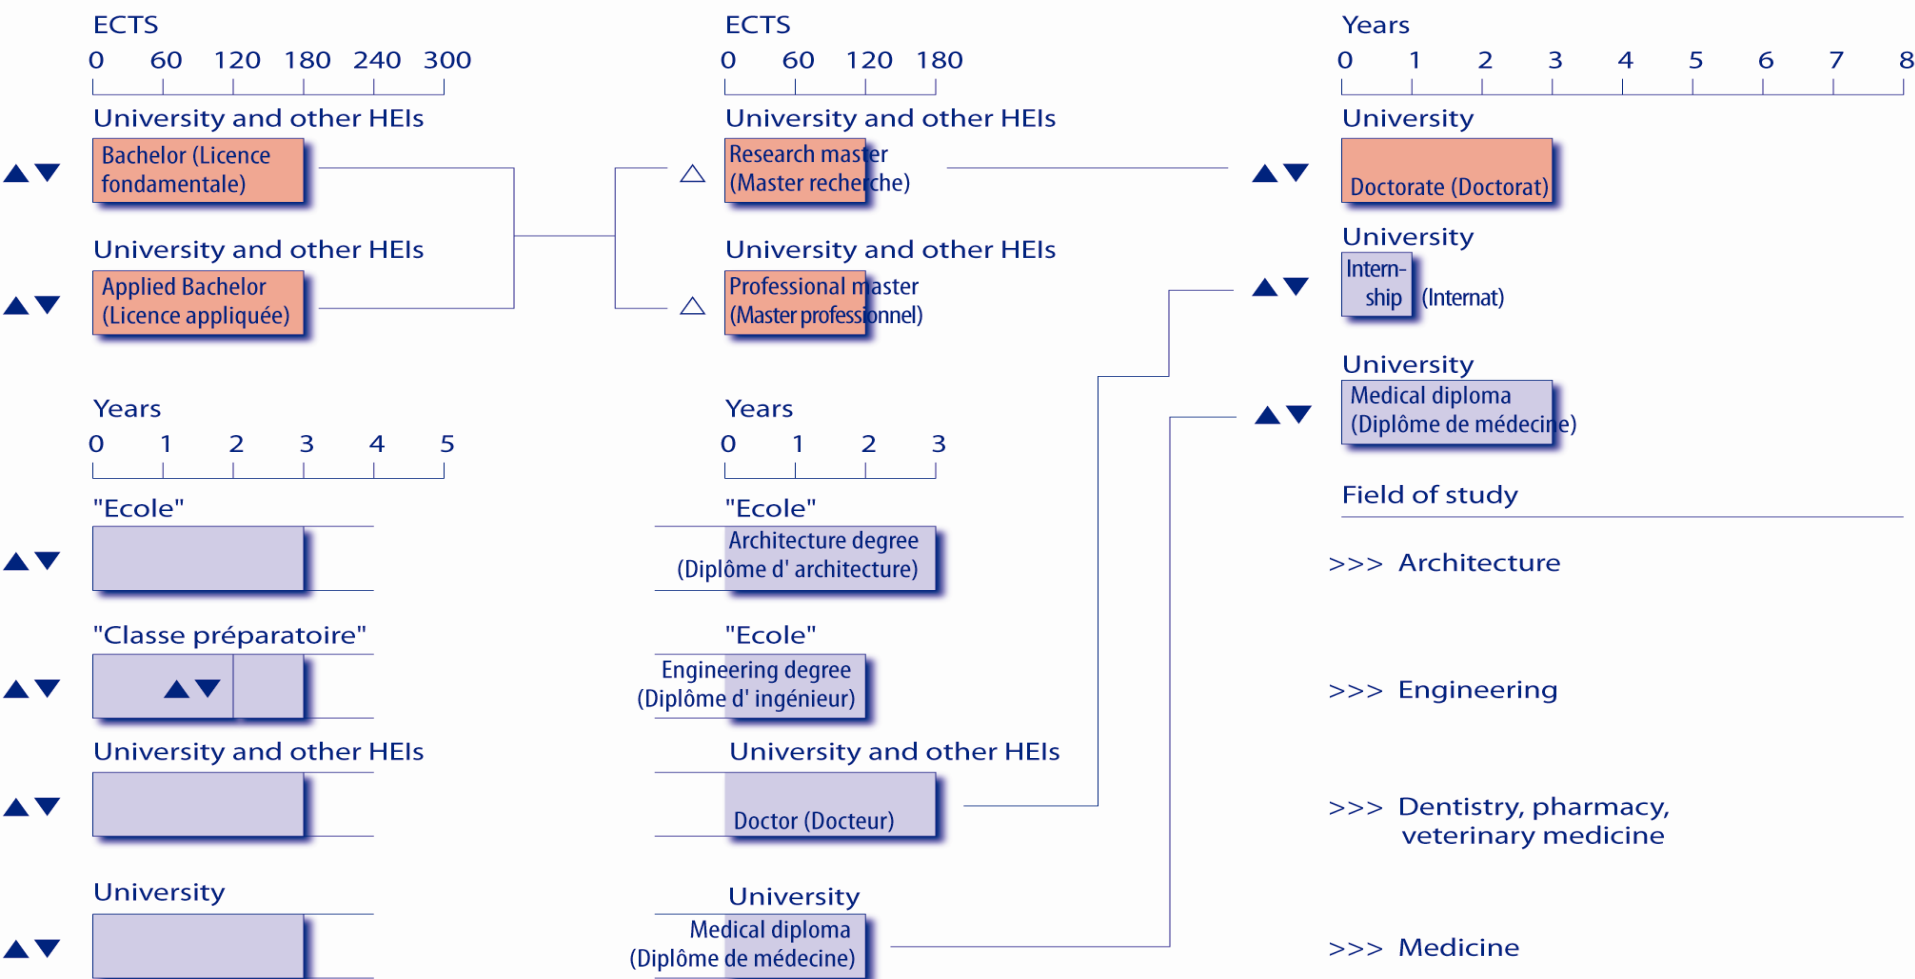 ECTS
0 60 120 180 240 300
University and other HEIs
Bachelor (Licence
fondamentale)
University and other HEIs
Applied Bachelor
(Licence appliquée)
ECTS
0 60 120 180
University and other HEIs
Research master
(Master recherche)
University and other HEIs
Professional master
(Master professionnel)
Years
0 1 2 3 4 5 6 7 8
University
Doctorate (Doctorat)
University
Intern-
ship (Internat)
University
Medical diploma
(Diplôme de médecine)
Years
0 1 2 3 4 5
"Ecole"
"Classe préparatoire"
University and other HEIs
University
Years
0 1 2 3
"Ecole"
Architecture degree
(Diplôme d' architecture)
"Ecole"
Engineering degree
(Diplôme d' ingénieur)
University and other HEIs
Doctor (Docteur)
University
Medical diploma
(Diplôme de médecine)
Field of study
>>> Architecture
>>> Engineering
>>> Dentistry, pharmacy,
veterinary medicine
>>> Medicine